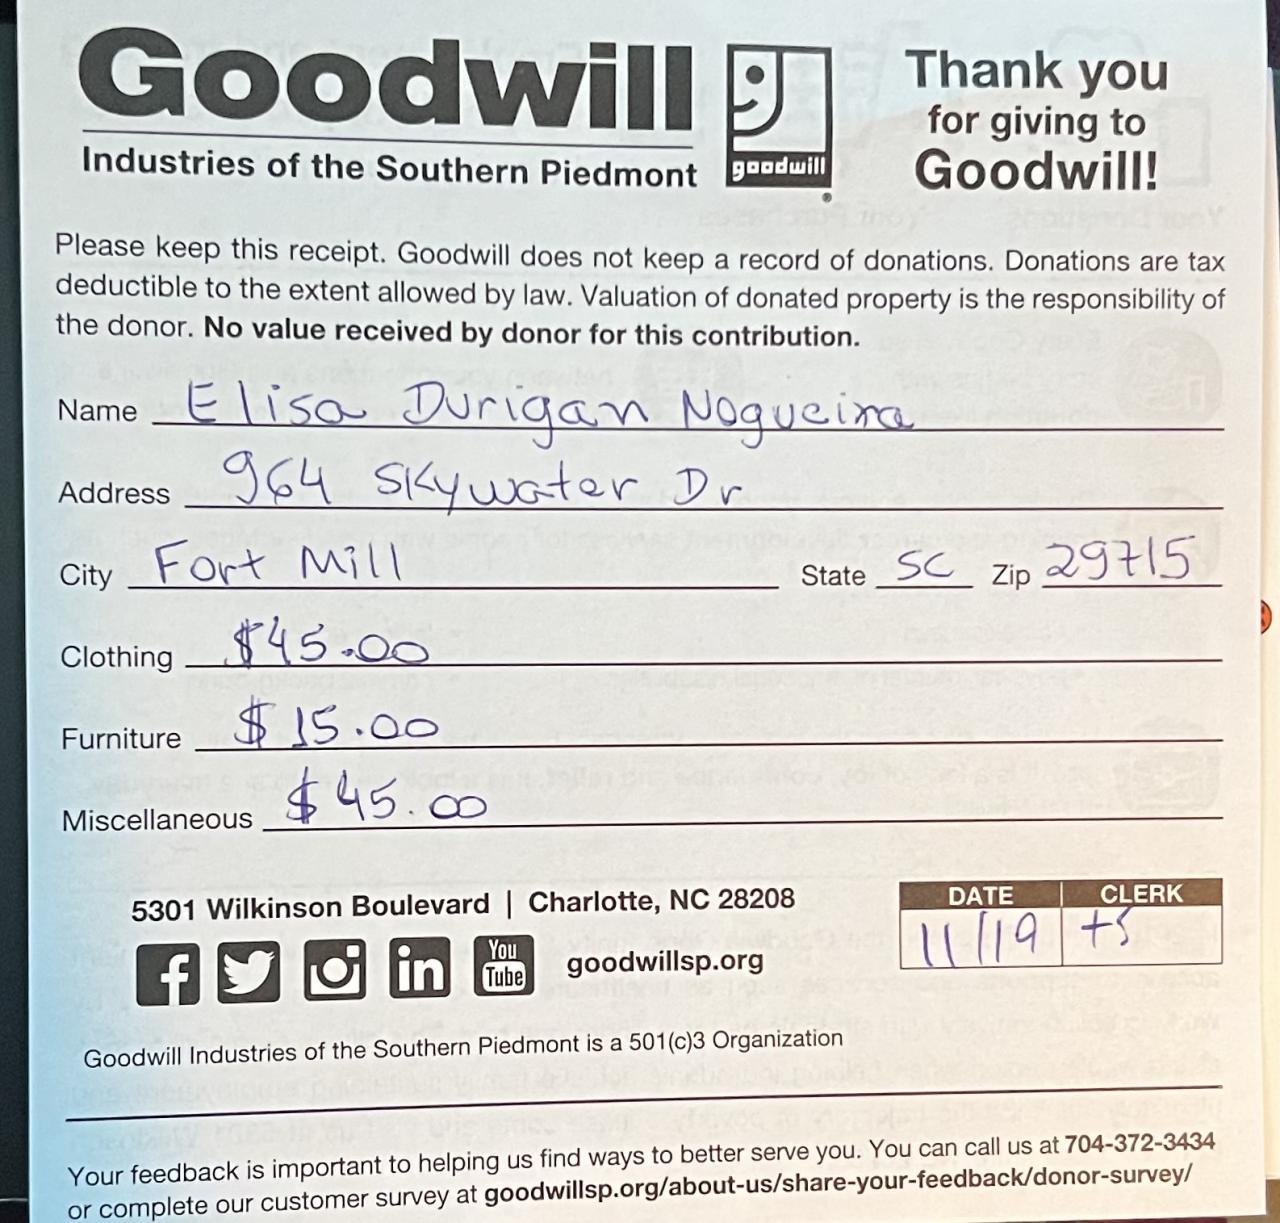 Goodwill
Industries of the Southern Piedmont
goodwill
Thank you
for giving to
Goodwill!
Please keep this receipt. Goodwill does not keep a record of donations. Donations are tax
deductible to the extent allowed by law. Valuation of donated property is the responsibility of
the donor. No value received by donor for this contribution.
Name Elisa Durigan Nogueira
Address 964 Skywater Dr
City Fort Mill State SC Zip 29715
Clothing $45.00
Furniture $15.00
Miscellaneous $45.00
5301 Wilkinson Boulevard | Charlotte, NC 28208
DATE CLERK
11/19 +5
f in You Tube goodwillsp.org
Goodwill Industries of the Southern Piedmont is a 501(c)3 Organization
Your feedback is important to helping us find ways to better serve you. You can call us at 704-372-3434
or complete our customer survey at goodwillsp.org/about-us/share-your-feedback/donor-survey/